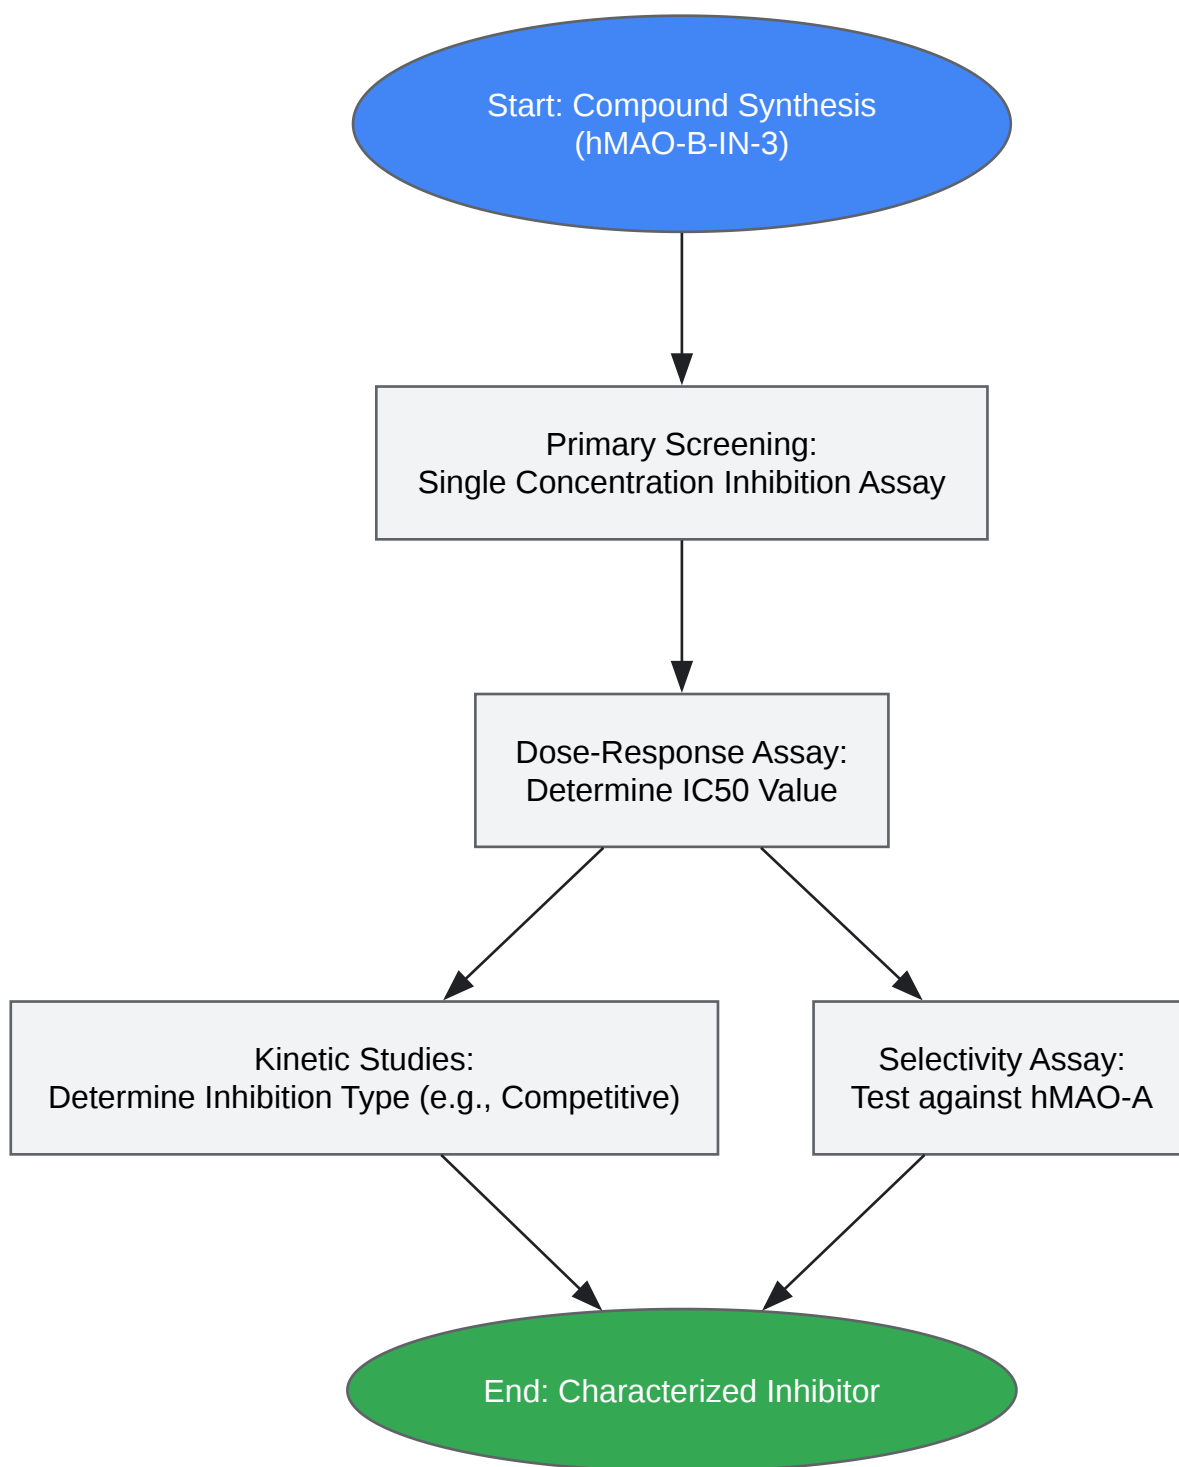 Start: Compound Synthesis
(hMAO-B-IN-3)
Primary Screening:
Single Concentration Inhibition Assay
Dose-Response Assay:
Determine IC50 Value
Kinetic Studies:
Determine Inhibition Type (e.g., Competitive)
Selectivity Assay:
Test against hMAO-A
End: Characterized Inhibitor